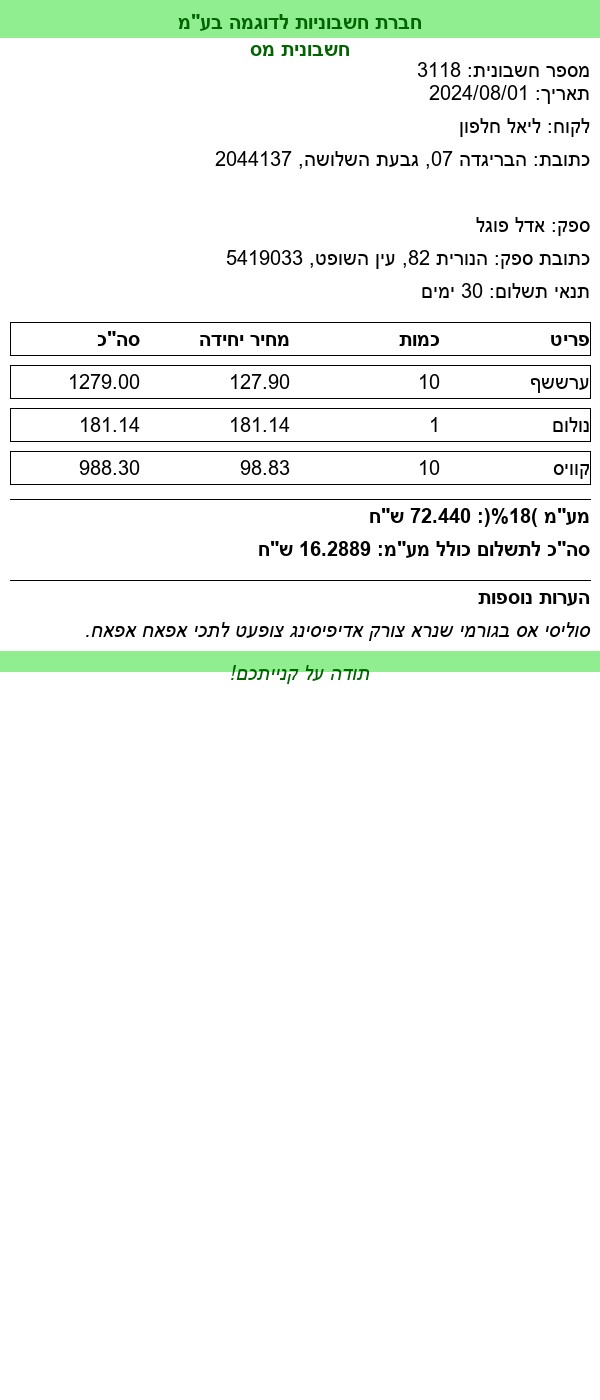 חברת חשבוניות לדוגמה בע"מ
חשבונית מס
מספר חשבונית: 3118
תאריך: 2024/08/01
לקוח: ליאל חלפון
כתובת: הבריגדה 07, גבעת השלושה, 2044137
ספק: אדל פוגל
כתובת ספק: הנורית 82, עין השופט, 5419033
תנאי תשלום: 30 ימים
פריט כמות מחיר יחידה סה"כ
ערששף 10 127.90 1279.00
נולום 1 181.14 181.14
קוויס 10 98.83 988.30
מע"מ )18%(: 72.440 ש"ח
סה"כ לתשלום כולל מע"מ: 16.2889 ש"ח
הערות נוספות
סוליסי אס בגורמי שנרא צורק אדיפיסינג צופעט לתכי אפאח אפאח.
תודה על קנייתכם!